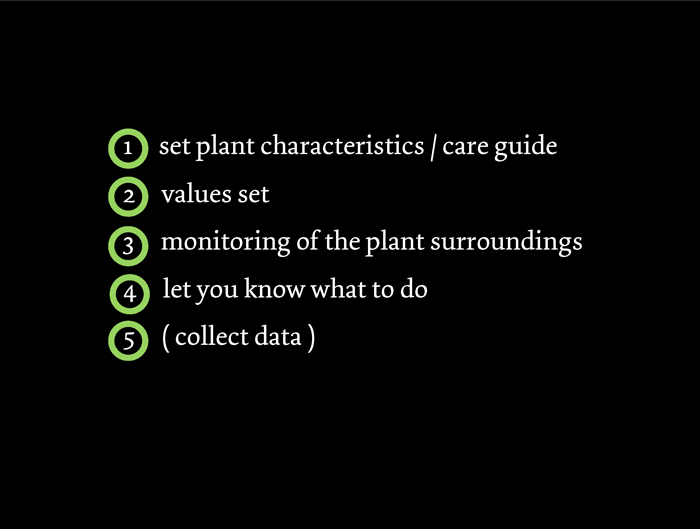 1 set plant characteristics / care guide
2 values set
3 monitoring of the plant surroundings
4 let you know what to do
5 ( collect data )